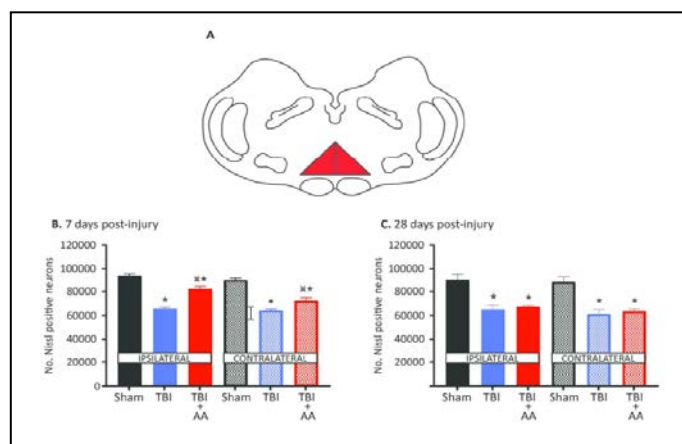 A
B. 7 days post-injury
No. Nissl positive neurons
120000
100000
80000
60000
40000
20000
0
*
¤*
*
¤*
IPSILATERAL
CONTRALATERAL
Sham TBI TBI + AA Sham TBI TBI + AA
C. 28 days post-injury
No. Nissl positive neurons
120000
100000
80000
60000
40000
20000
*
*
*
*
IPSILATERAL
CONTRALATERAL
Sham TBI TBI + AA Sham TBI TBI + AA